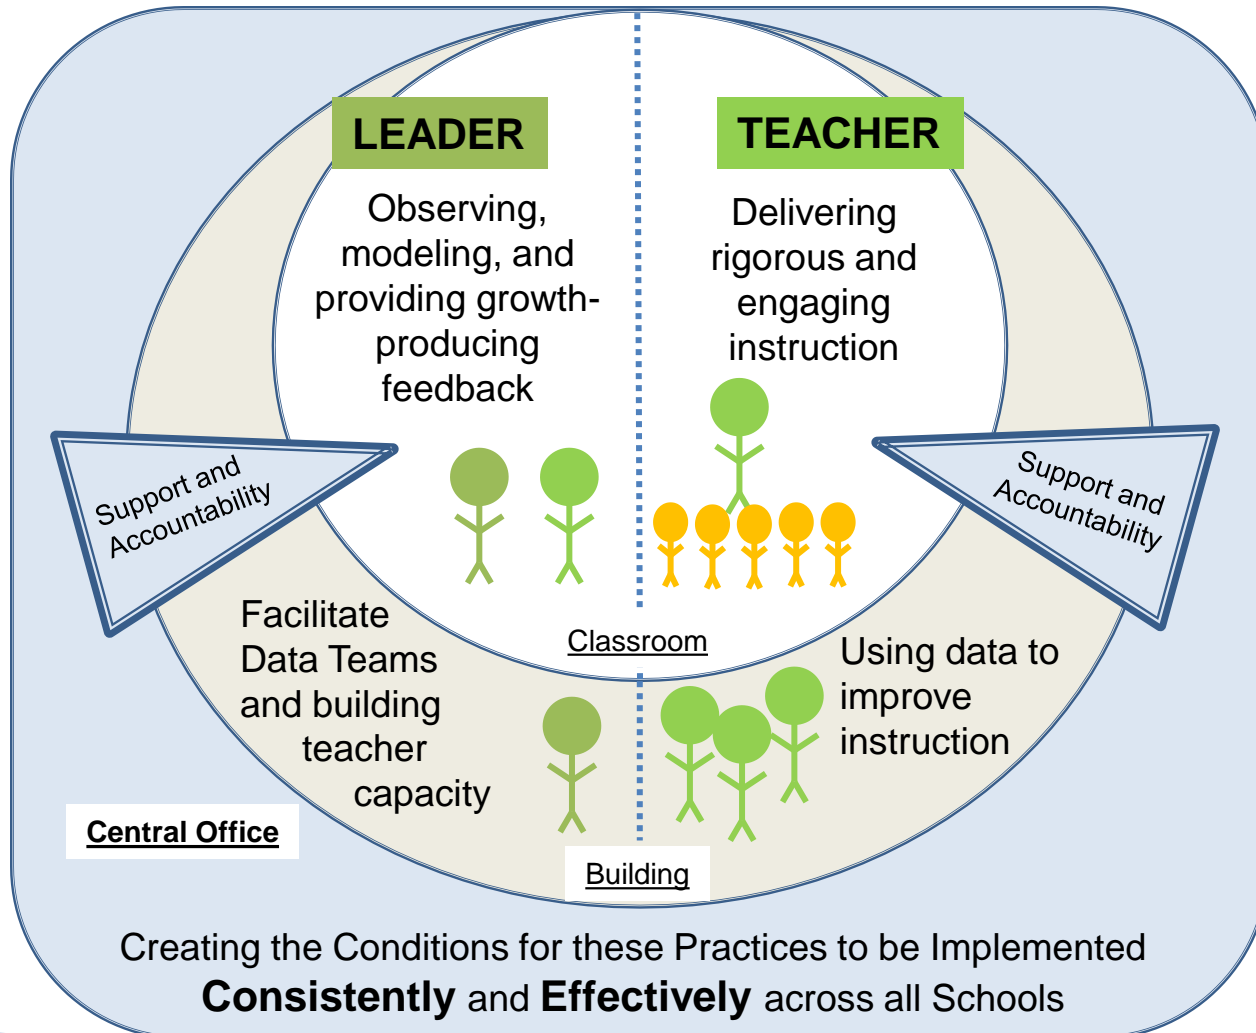 LEADER
Observing,
modeling, and
providing growth-
producing
feedback
TEACHER
Delivering
rigorous and
engaging
instruction
Support and
Accountability
Support and
Accountability
Classroom
Facilitate
Data Teams
and building
teacher
capacity
Using data to
improve
instruction
Central Office
Building
Creating the Conditions for these Practices to be Implemented
Consistently and Effectively across all Schools